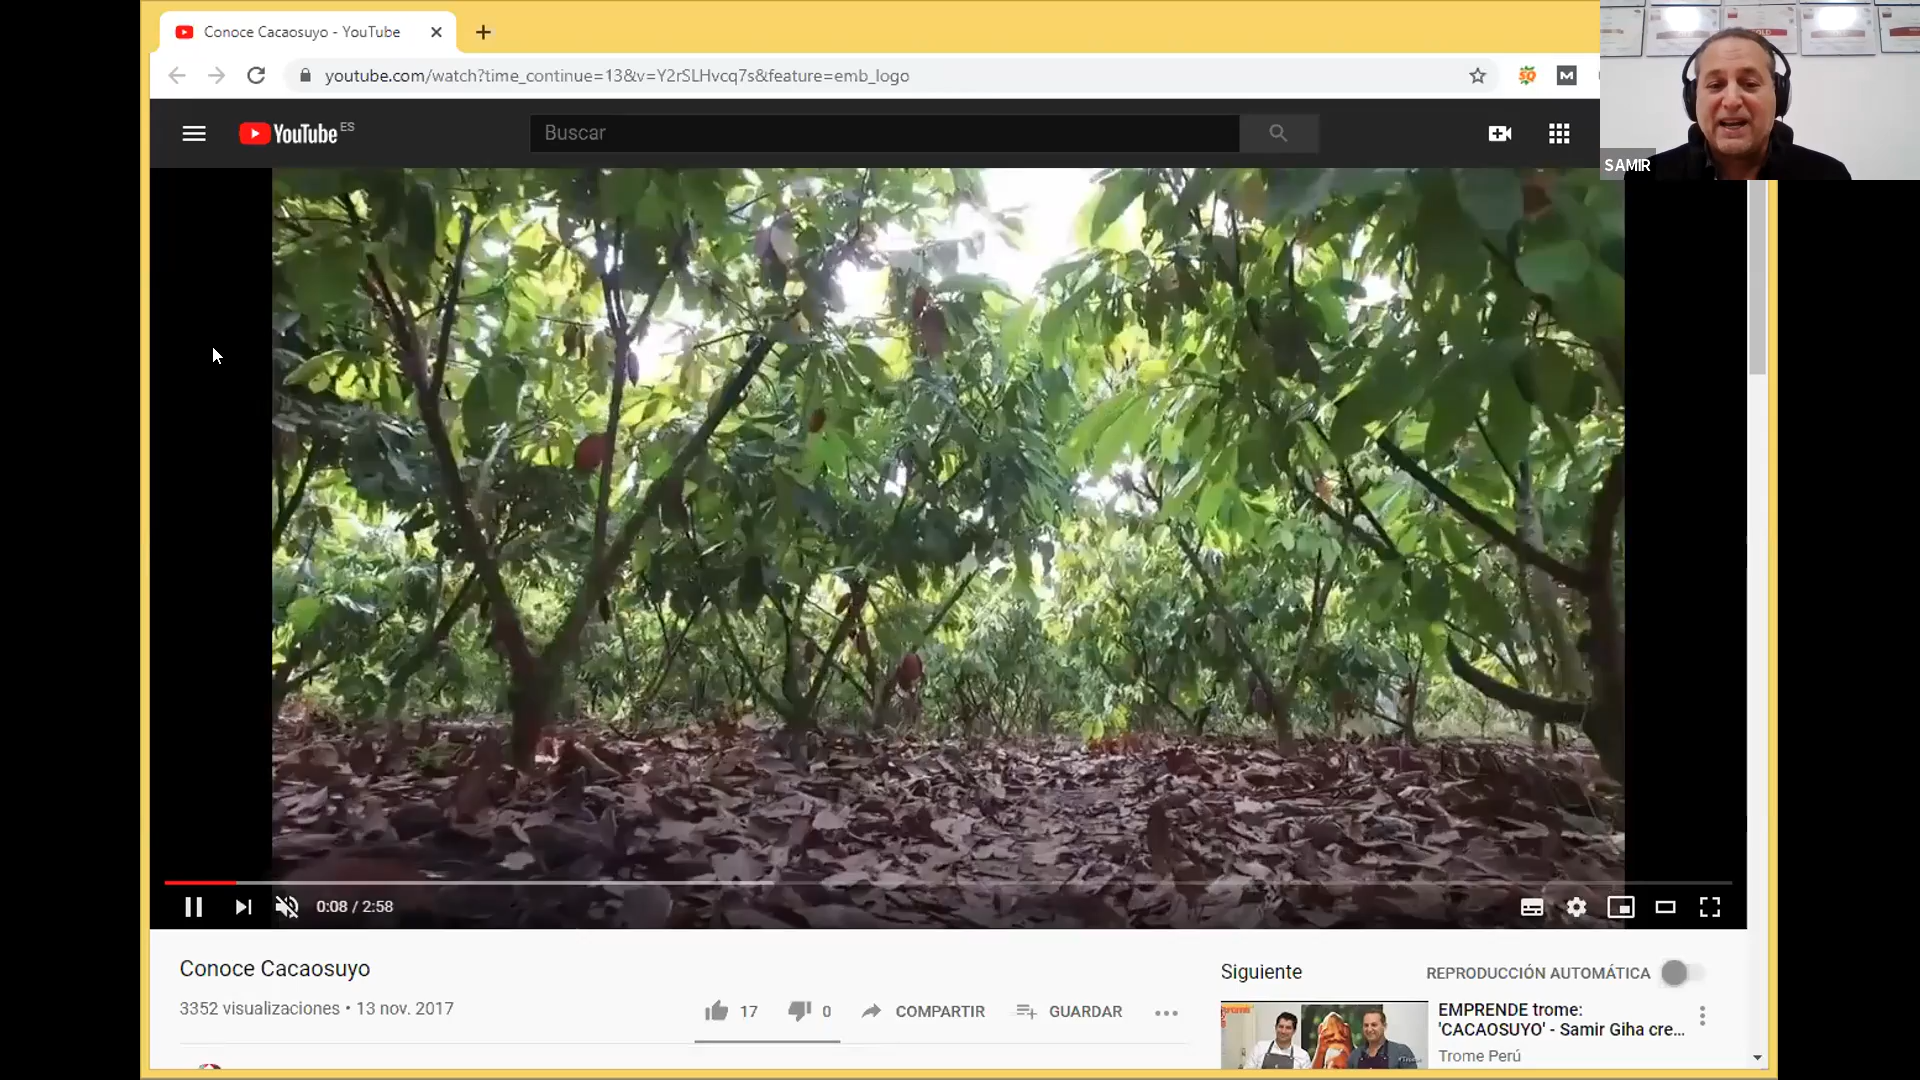 Conoce Cacaosuyo - YouTube
youtube.com/watch?time_continue=13&v=Y2rSLHvcq7s&feature=emb_logo
YouTube ES
Buscar
SAMIR
0:08 / 2:58
Conoce Cacaosuyo
3352 visualizaciones • 13 nov. 2017
17
0
COMPARTIR
GUARDAR
Siguiente
REPRODUCCIÓN AUTOMÁTICA
EMPRENDE trome:
'CACAOSUYO' - Samir Giha cre...
Trome Perú